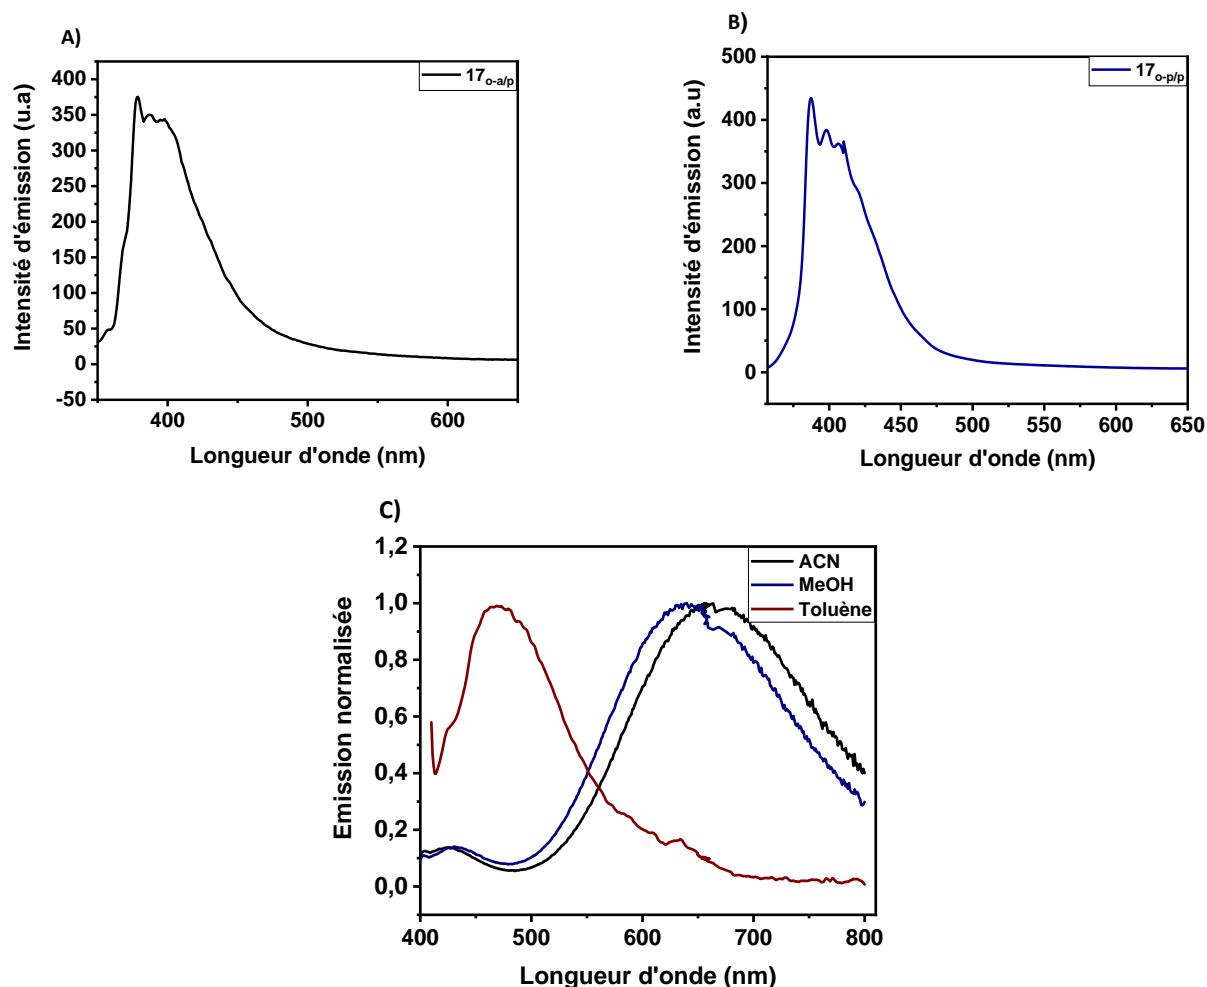 A)
17o-a/p
Intensité d'émission (u.a)
400
350
300
250
200
150
100
50
0
-50
400
500
600
Longueur d'onde (nm)
B)
17o-p/p
Intensité d'émission (a.u)
500
400
300
200
100
0
400
450
500
550
600
650
Longueur d'onde (nm)
C)
ACN
MeOH
Toluène
Emission normalisée
1,2
1,0
0,8
0,6
0,4
0,2
0,0
400
500
600
700
800
Longueur d'onde (nm)